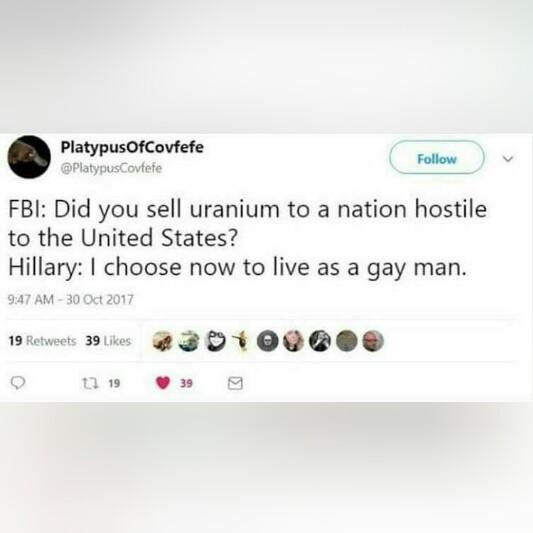 PlatypusOfCovfefe
@PlatypusCovfefe
Follow
FBI: Did you sell uranium to a nation hostile
to the United States?
Hillary: I choose now to live as a gay man.
9:47 AM - 30 Oct 2017
19 Retweets 39 Likes
19 39